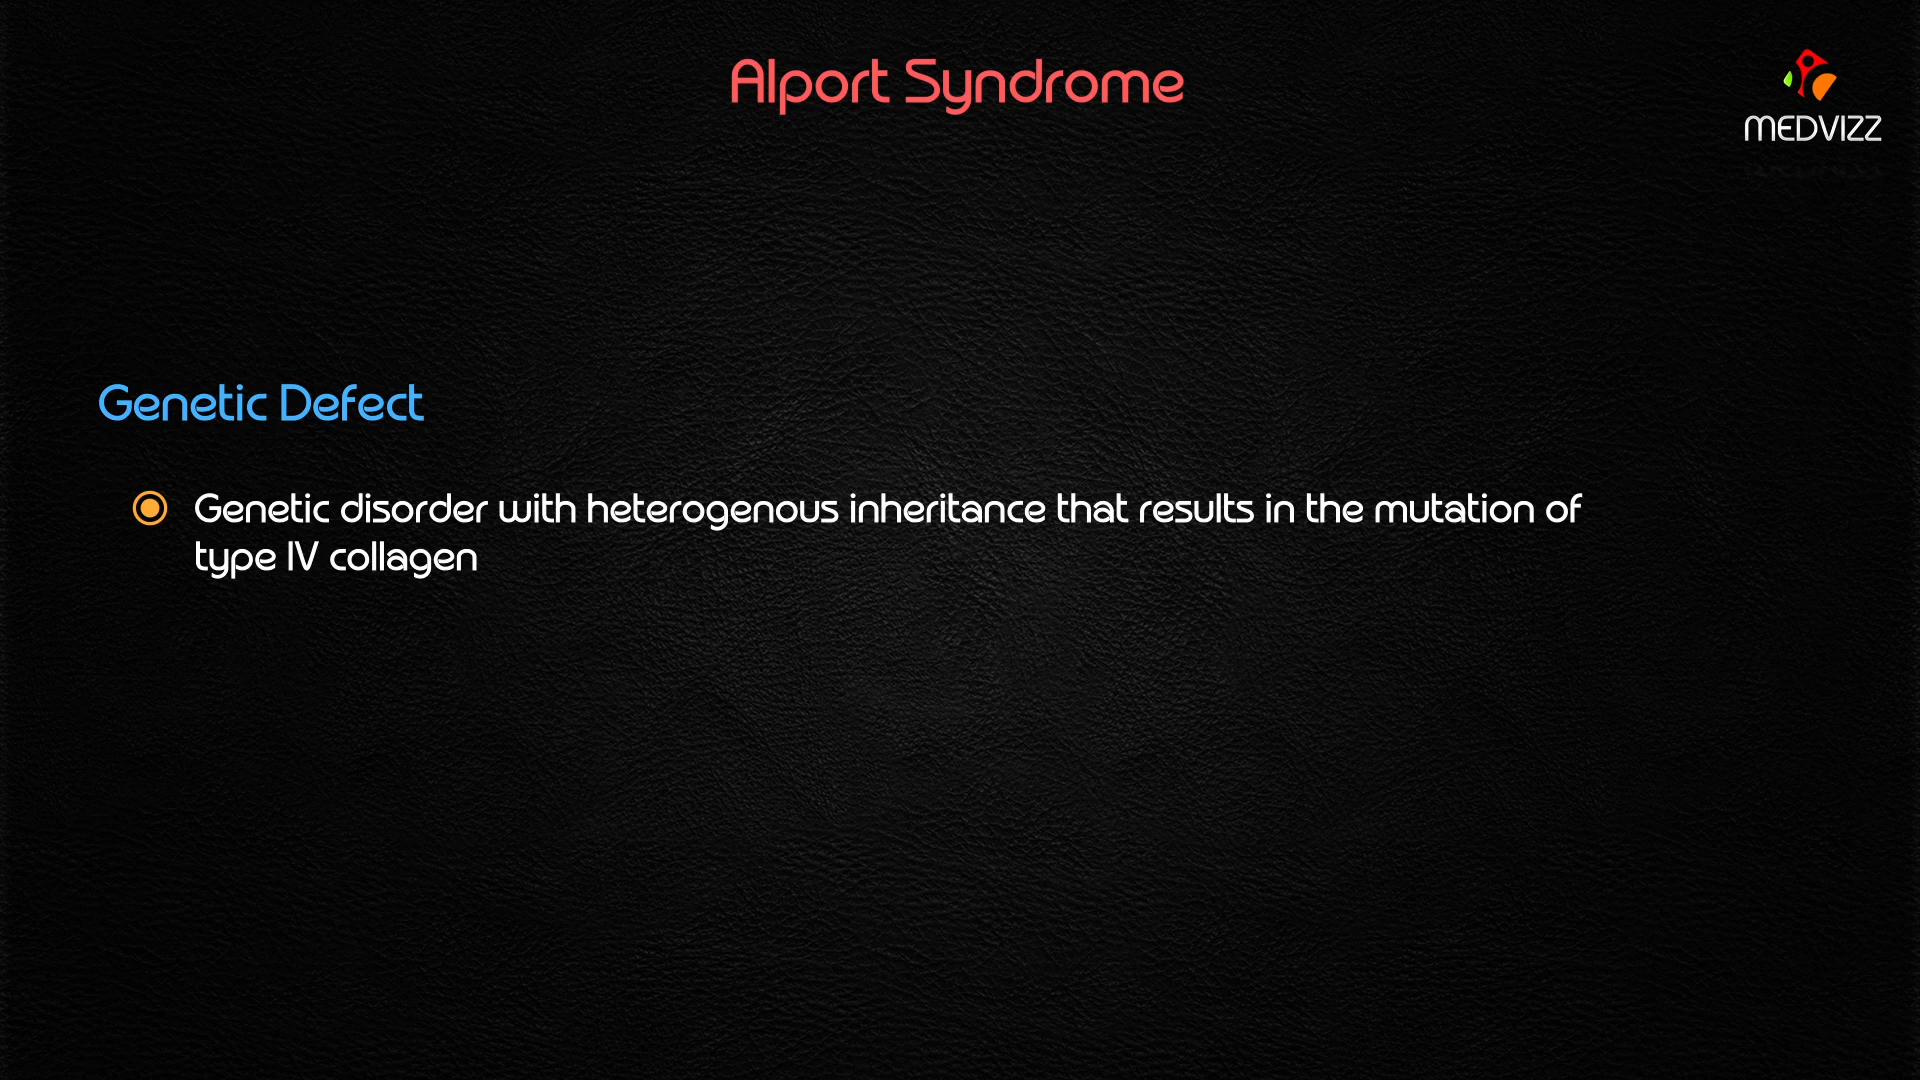 Alport Syndrome
MEDVIZZ
Genetic Defect
Genetic disorder with heterogenous inheritance that results in the mutation of
type IV collagen